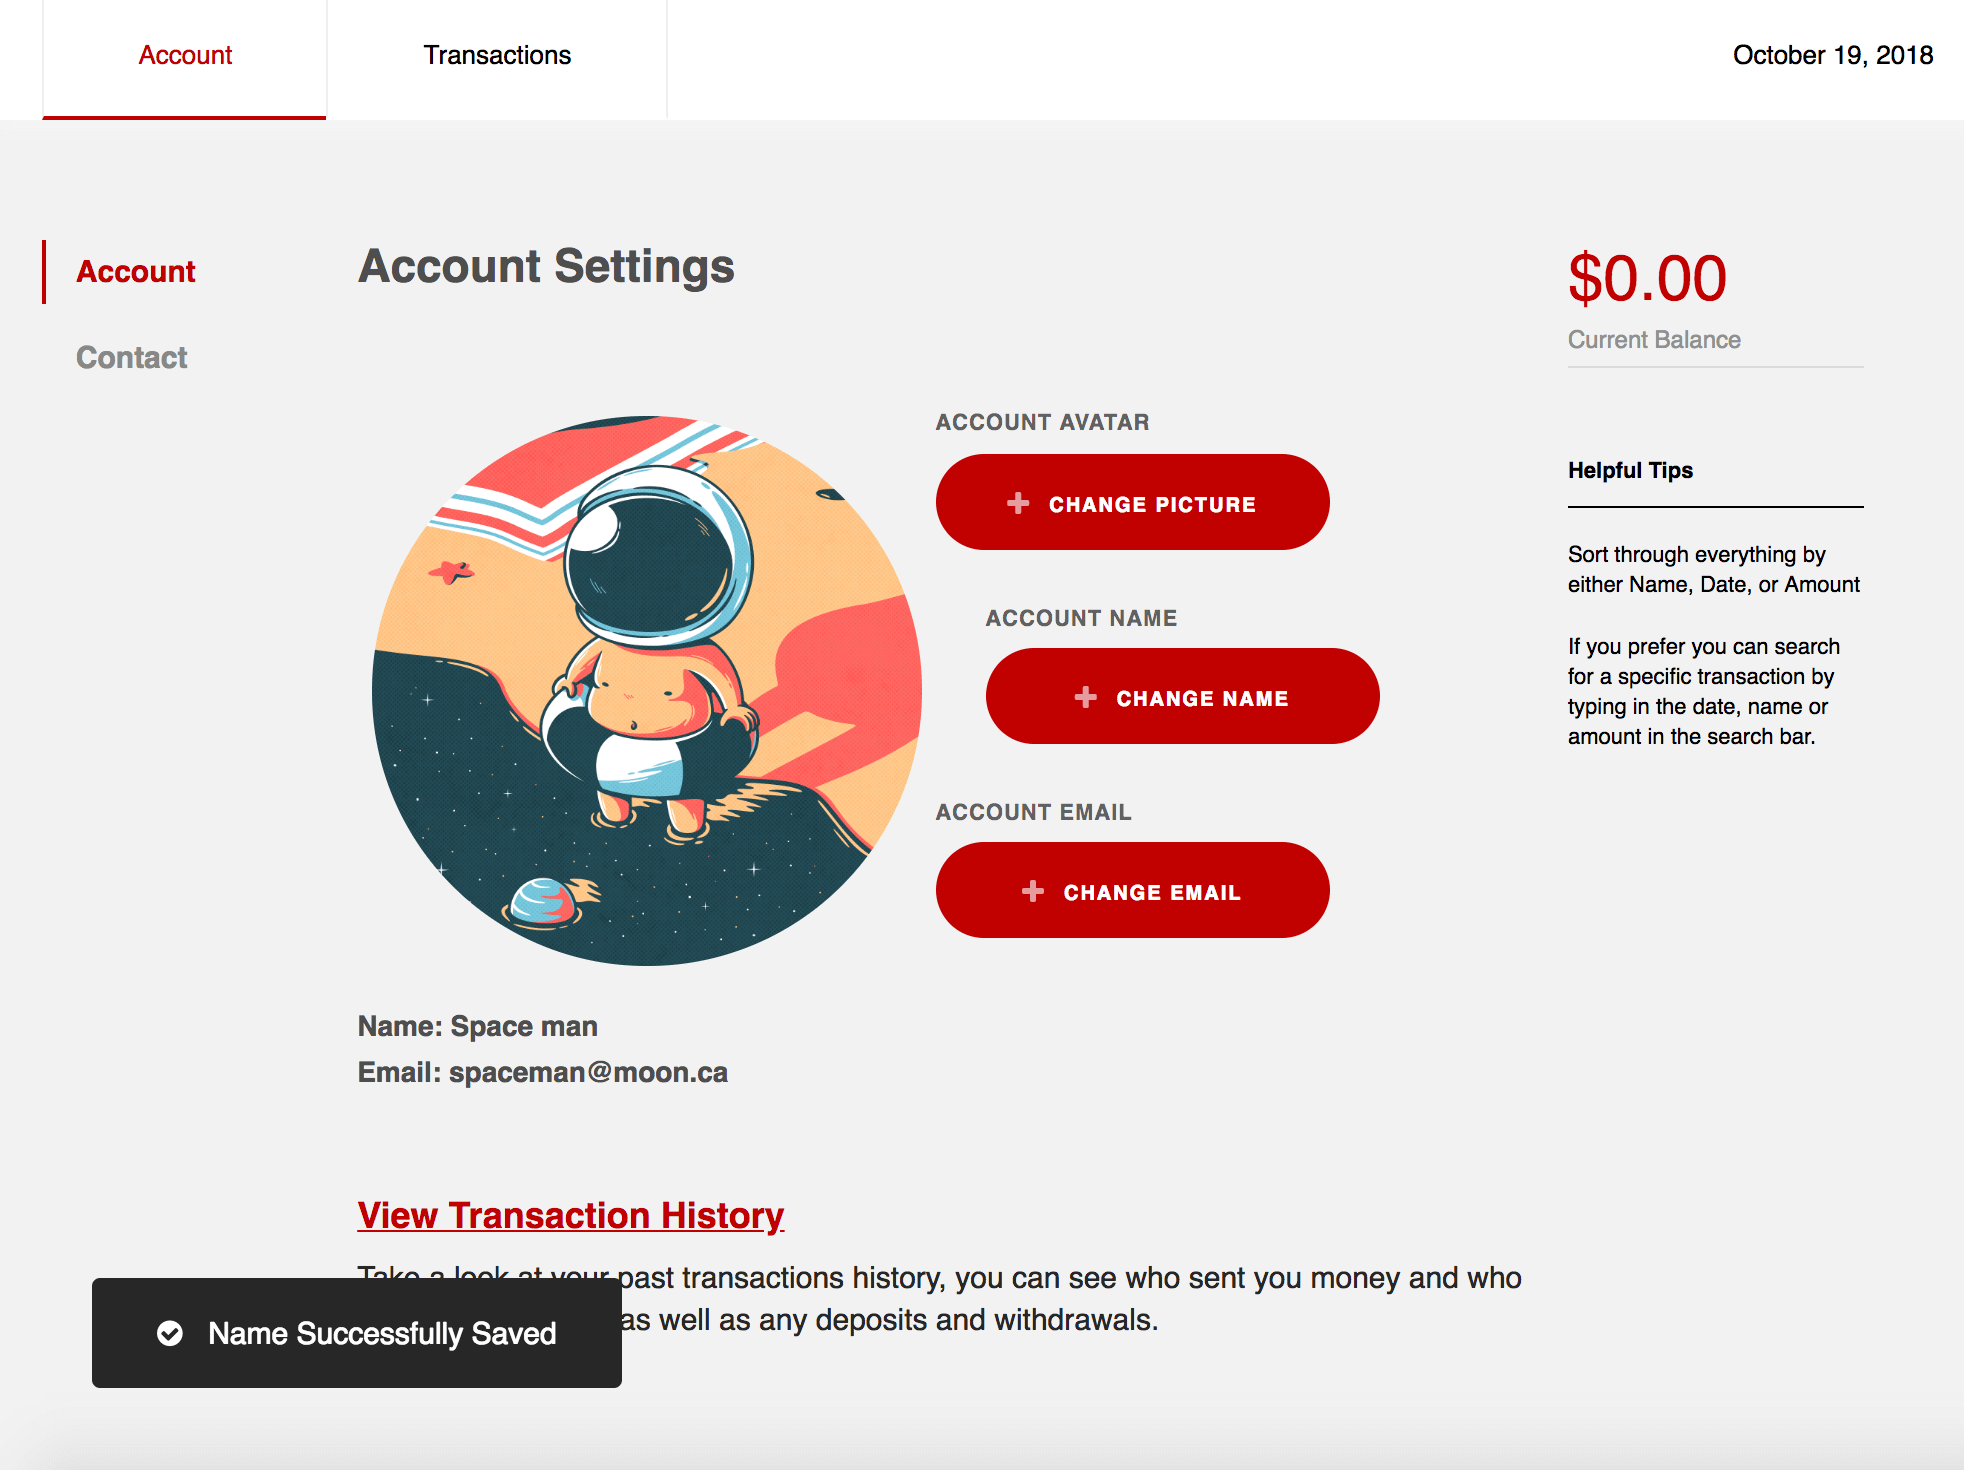 Account
Transactions
October 19, 2018
Account
Contact
Account Settings
$0.00
Current Balance
ACCOUNT AVATAR
CHANGE PICTURE
ACCOUNT NAME
CHANGE NAME
ACCOUNT EMAIL
CHANGE EMAIL
Helpful Tips
Sort through everything by
either Name, Date, or Amount
If you prefer you can search
for a specific transaction by
typing in the date, name or
amount in the search bar.
Name: Space man
Email: spaceman@moon.ca
View Transaction History
Take a look at your past transactions history, you can see who sent you money and who
as well as any deposits and withdrawals.
Name Successfully Saved